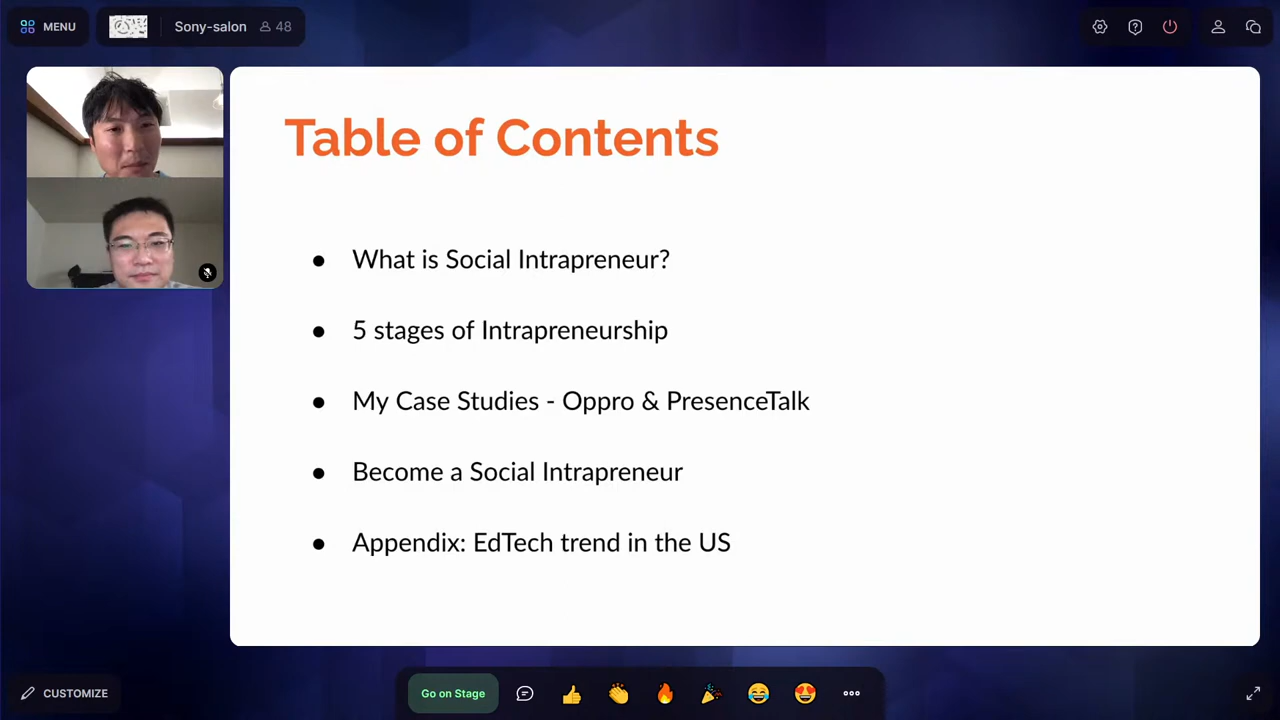 MENU
Sony-salon
48
Table of Contents
● What is Social Intrapreneur?
● 5 stages of Intrapreneurship
● My Case Studies - Oppro & PresenceTalk
● Become a Social Intrapreneur
● Appendix: EdTech trend in the US
CUSTOMIZE
Go on Stage